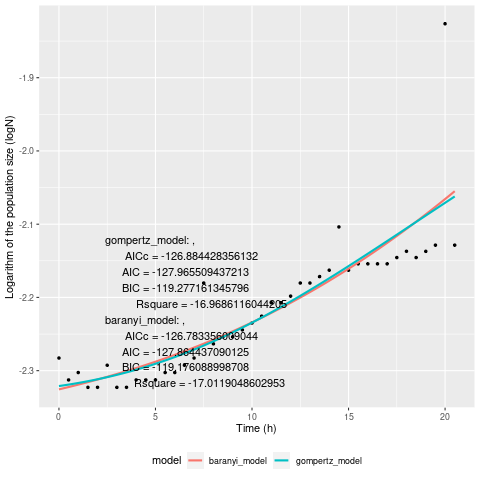 -1.9
-2.0
-2.1
-2.2
-2.3
Logarithm of the population size (logN)
gompertz_model: ,
AICc = -126.884428356132
AIC = -127.965509437213
BIC = -119.277161345796
Rsquare = -16.9686116044205
baranyi_model: ,
AICc = -126.783356009044
AIC = -127.864437090125
BIC = -119.176088998708
Rsquare = -17.0119048602953
0 5 10 15 20
Time (h)
model baranyi_model gompertz_model